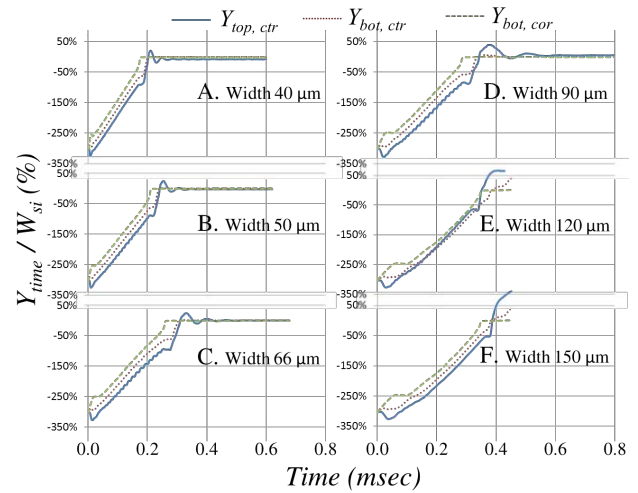 Y_top, ctr Y_bot, ctr Y_bot, cor
50% 50%
-50% A. Width 40 μm -50% D. Width 90 μm
-150% -150%
-250% -250%
-350% -350%
50% 50%
-50% B. Width 50 μm -50% E. Width 120 μm
-150% -150%
-250% -250%
-350% -350%
50% 50%
-50% C. Width 66 μm -50% F. Width 150 μm
-150% -150%
-250% -250%
-350% -350%
0.0 0.2 0.4 0.6 0.8 0.0 0.2 0.4 0.6 0.8
Time (msec)
Y_time / W_si (%)